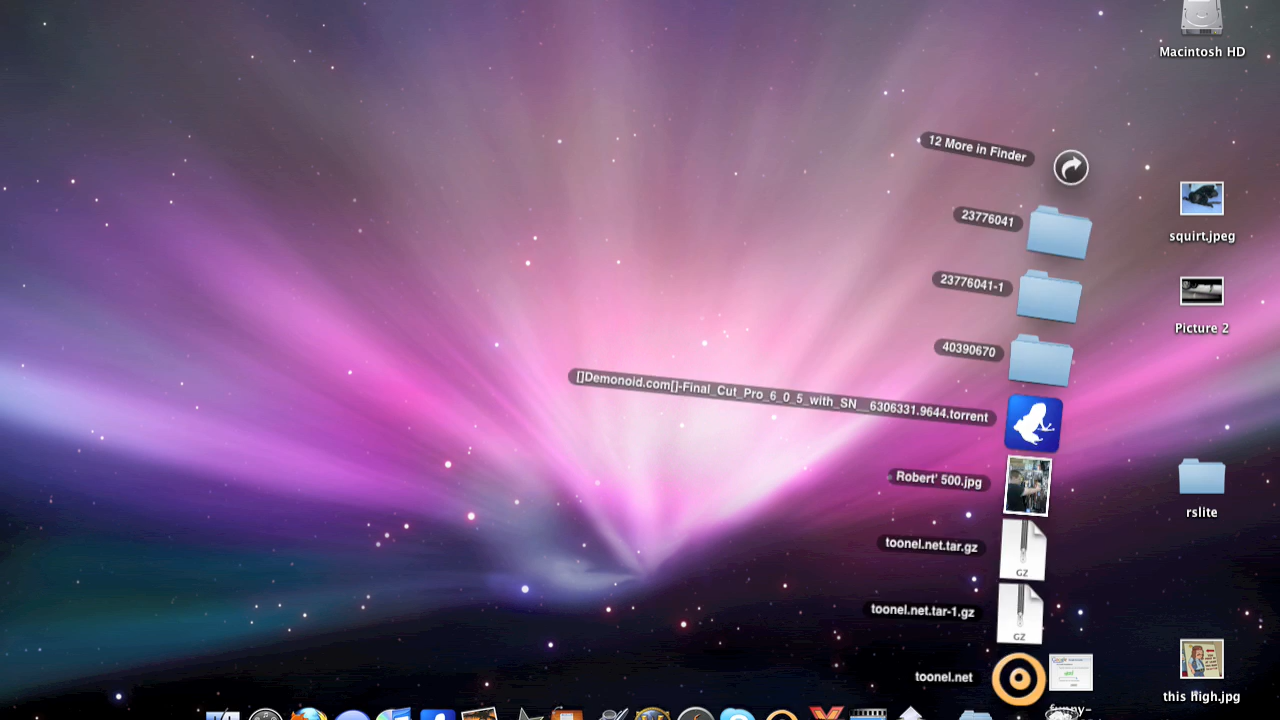 Macintosh HD
12 More in Finder
23776041
squirt.jpeg
23776041-1
Picture 2
40390670
[]Demonoid.com[]-Final_Cut_Pro_6_0_5_with_SN__6306331.9644.torrent
Robert' 500.jpg
rslite
toonel.net.tar.gz
GZ
toonel.net.tar-1.gz
GZ
toonel.net
Google
this high.jpg
funny-